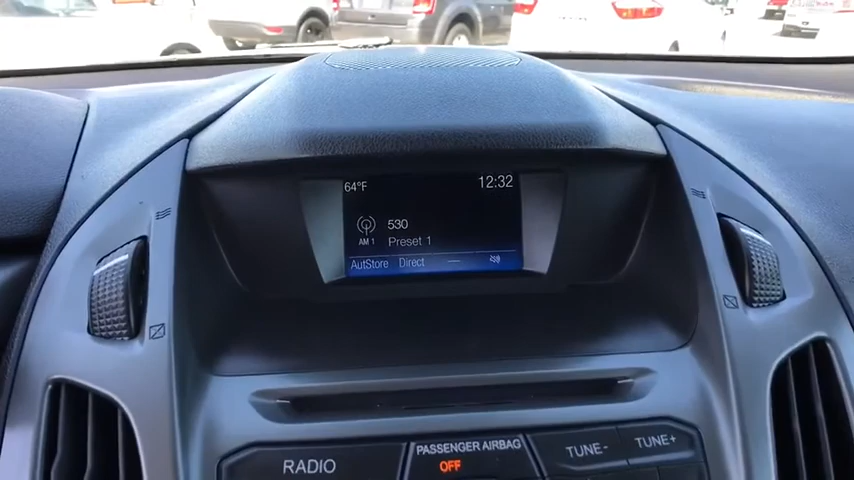 64°F 12:32
530
AM 1 Preset 1
AutStore Direct
PASSENGER AIRBAG
OFF
RADIO
TUNE- TUNE+